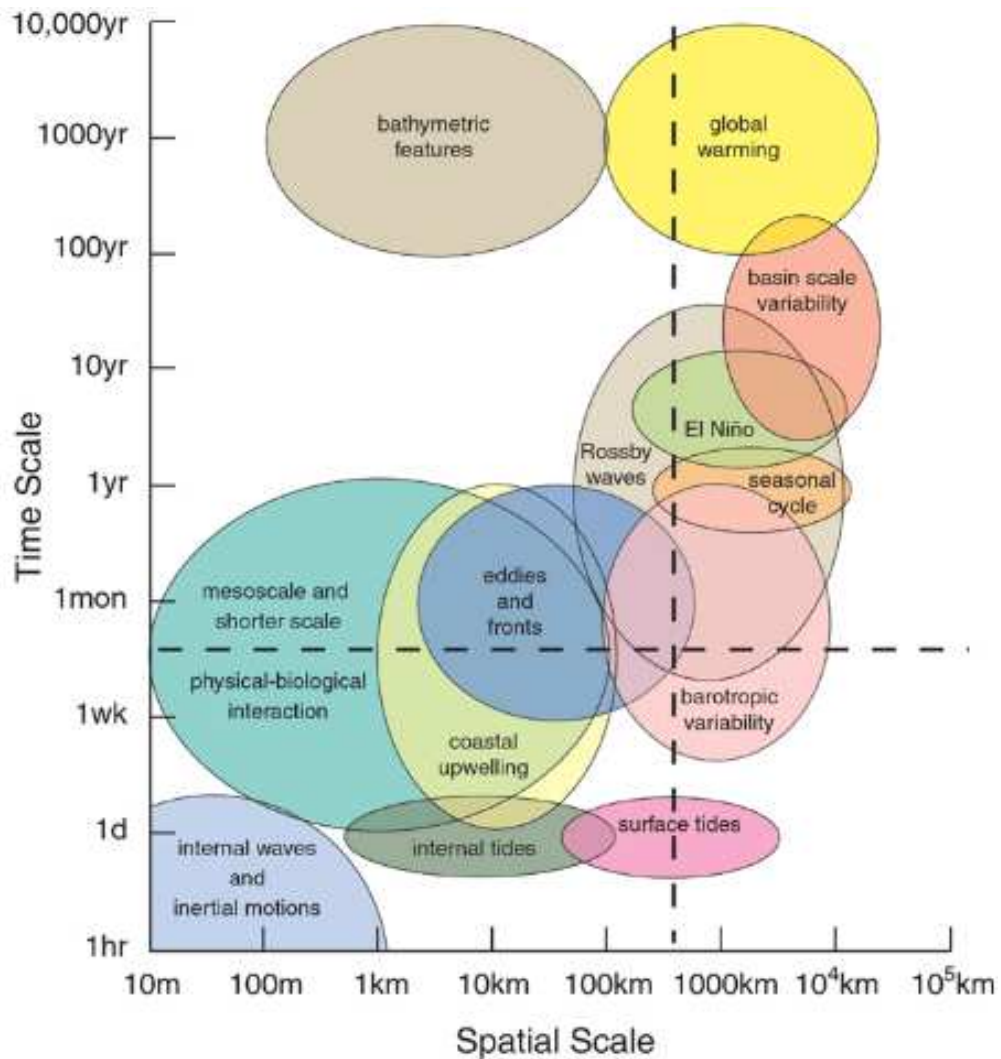 10,000yr
1000yr
100yr
10yr
1yr
1mon
1wk
1d
1hr
Time Scale
bathymetric
features
global
warming
basin scale
variability
El Niño
Rossby
waves
seasonal
cycle
mesoscale and
shorter scale
physical-biological
interaction
eddies
and
fronts
barotropic
variability
coastal
upwelling
internal waves
and
inertial motions
internal tides
surface tides
10m
100m
1km
10km
100km
1000km
10⁴km
10⁵km
Spatial Scale